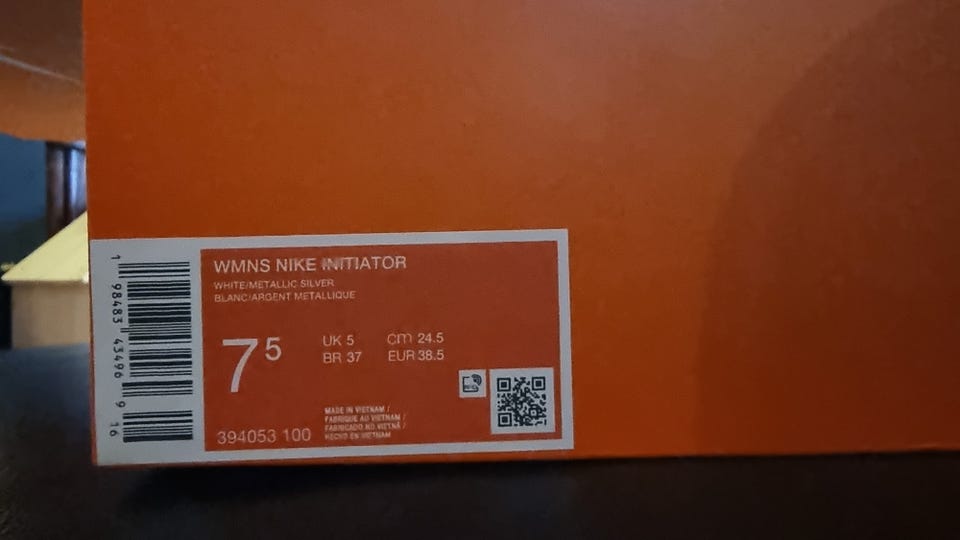 WMNS NIKE INITIATOR
WHITE/METALLIC SILVER
BLANC/ARGENT METALLIQUE
7 5
UK 5 cm 24.5
BR 37 EUR 38.5
MADE IN VIETNAM /
FABRIQUE AU VIETNAM /
FABRICADO NO VIETNÃ /
HECHO EN VIETNAM
394053 100
1 98483 43496 9 16